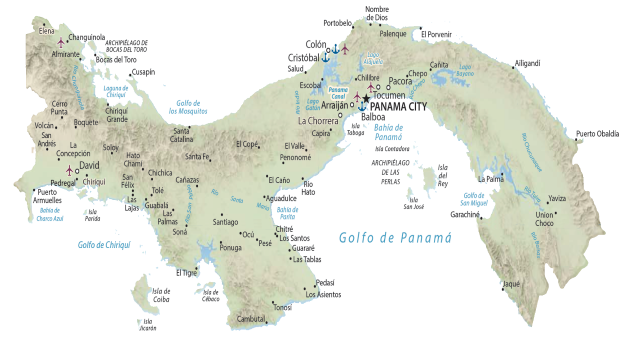 Nombre
de Dios
Portobelo
Elena
Changuinola
Palenque
El Porvenir
ARCHIPIÉLAGO DE
BOCAS DEL TORO
Colón
Almirante
Bocas del Toro
Cristóbal
Lago
Alajuela
Cusapin
Salud
Chillibre
Chepo
Cañita
Lago
Bayano
Ailigandi
Laguna de
Chiriquí
Escobal
Panama
Canal
Pacora
Tocumen
Golfo de
los Mosquitos
Lago
Gatún
Arraiján
PANAMA CITY
Cerro
Punta
Chiriquí
Grande
Balboa
Volcán
Boquete
La Chorrera
Isla
Taboga
Bahía de
Panamá
Santa
Catalina
Capira
San
Andrés
Puerto Obaldía
La
Concepción
Soloy
El Copé
El Valle
Isla Contadora
Hato
Chamí
Santa Fe
Penonomé
ARCHIPIÉLAGO
DE LAS
PERLAS
Isla
del
Rey
David
Chichica
La Palma
Pedregal
Chiriquí
San
Félix
Cañazas
El Caño
Río
Hato
Río Chucunaque
Puerto
Armuelles
Tolé
Aguadulce
Golfo de
San Miguel
Yaviza
Las
Lajas
Guabalá
Isla
San José
Bahía de
Charco Azul
Isla
Parida
Las
Palmas
Santiago
Bahía de
Parita
Garachiné
Union
Choco
Soná
Chitré
Ocú
Los Santos
Golfo de Chiriquí
Ponuga
Pesé
Guararé
Golfo de Panamá
Las Tablas
El Tigre
Isla de
Coiba
Isla de
Cébaco
Pedasí
Los Asientos
Jaqué
Tonosí
Isla
Jicarón
Cambutal